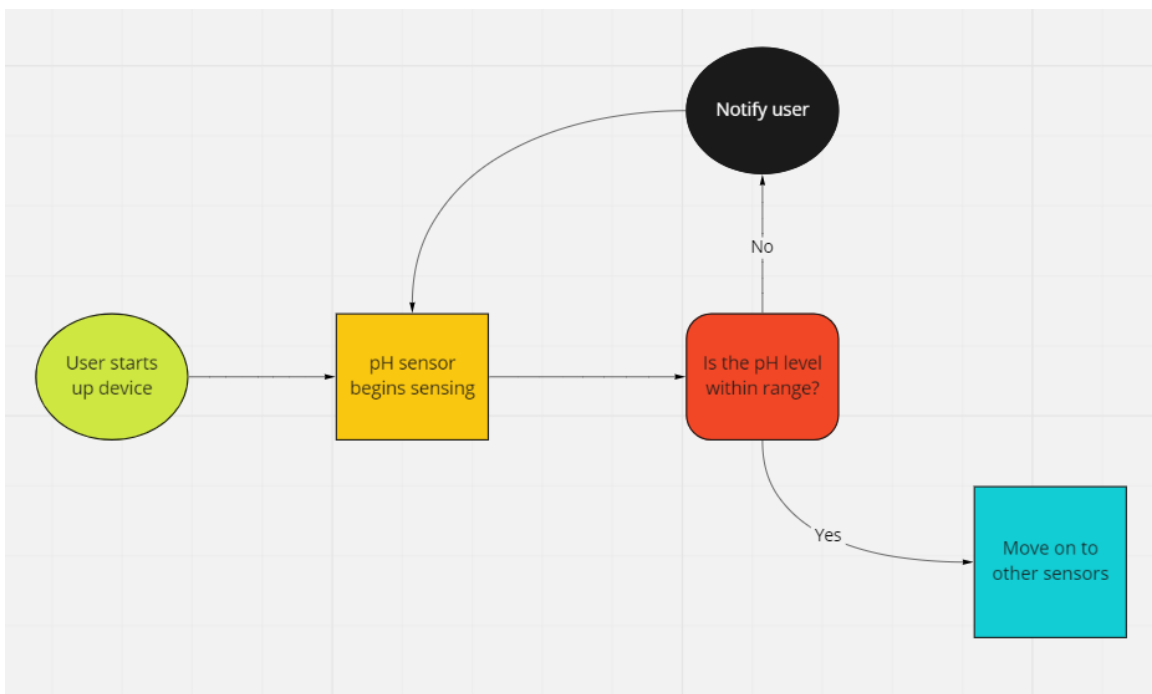 Notify user
No
User starts
up device
pH sensor
begins sensing
Is the pH level
within range?
Yes
Move on to
other sensors